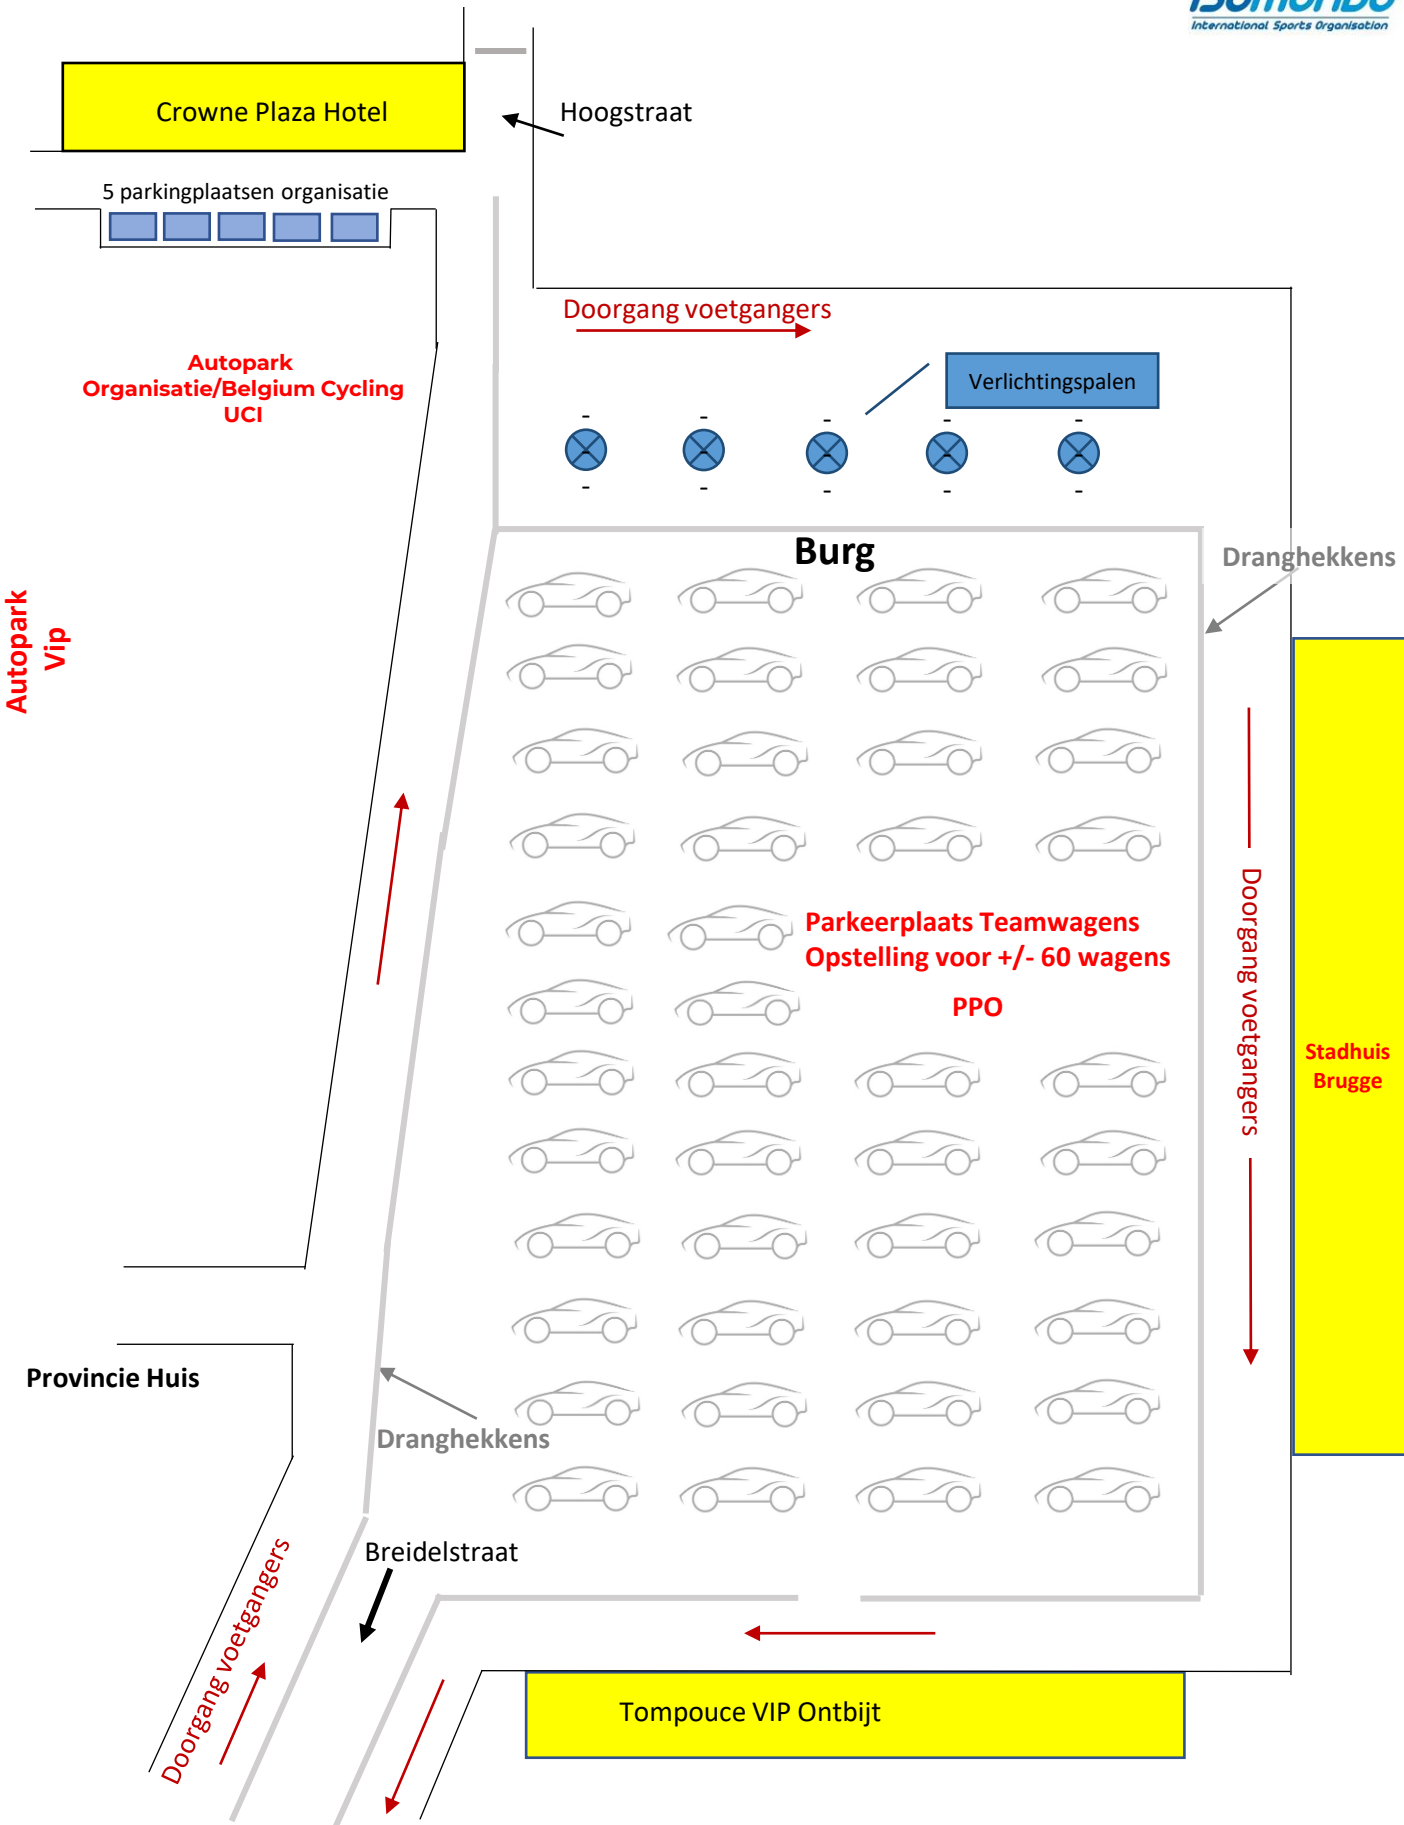 International Sports Organisation
Crowne Plaza Hotel
Hoogstraat
5 parkingplaatsen organisatie
Doorgang voetgangers
Autopark
Organisatie/Belgium Cycling
UCI
Verlichtingspalen
Burg
Dranghekkens
Autopark
Vip
Parkeerplaats Teamwagens
Opstelling voor +/- 60 wagens
PPO
Doorgang voetgangers
Stadhuis
Brugge
Provincie Huis
Dranghekkens
Breidelstraat
Doorgang voetgangers
Tompouce VIP Ontbijt